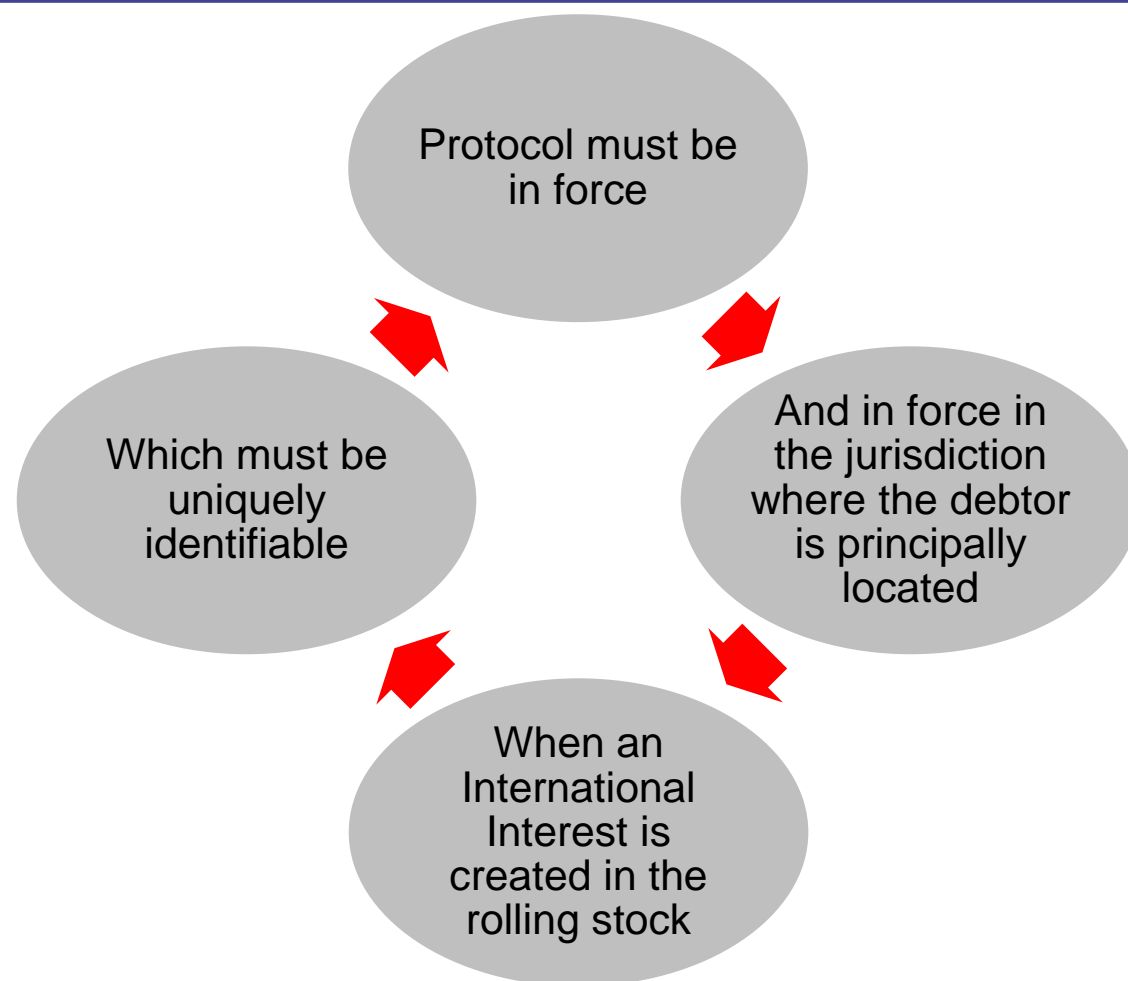 Protocol must be
in force
And in force in
the jurisdiction
where the debtor
is principally
located
When an
International
Interest is
created in the
rolling stock
Which must be
uniquely
identifiable